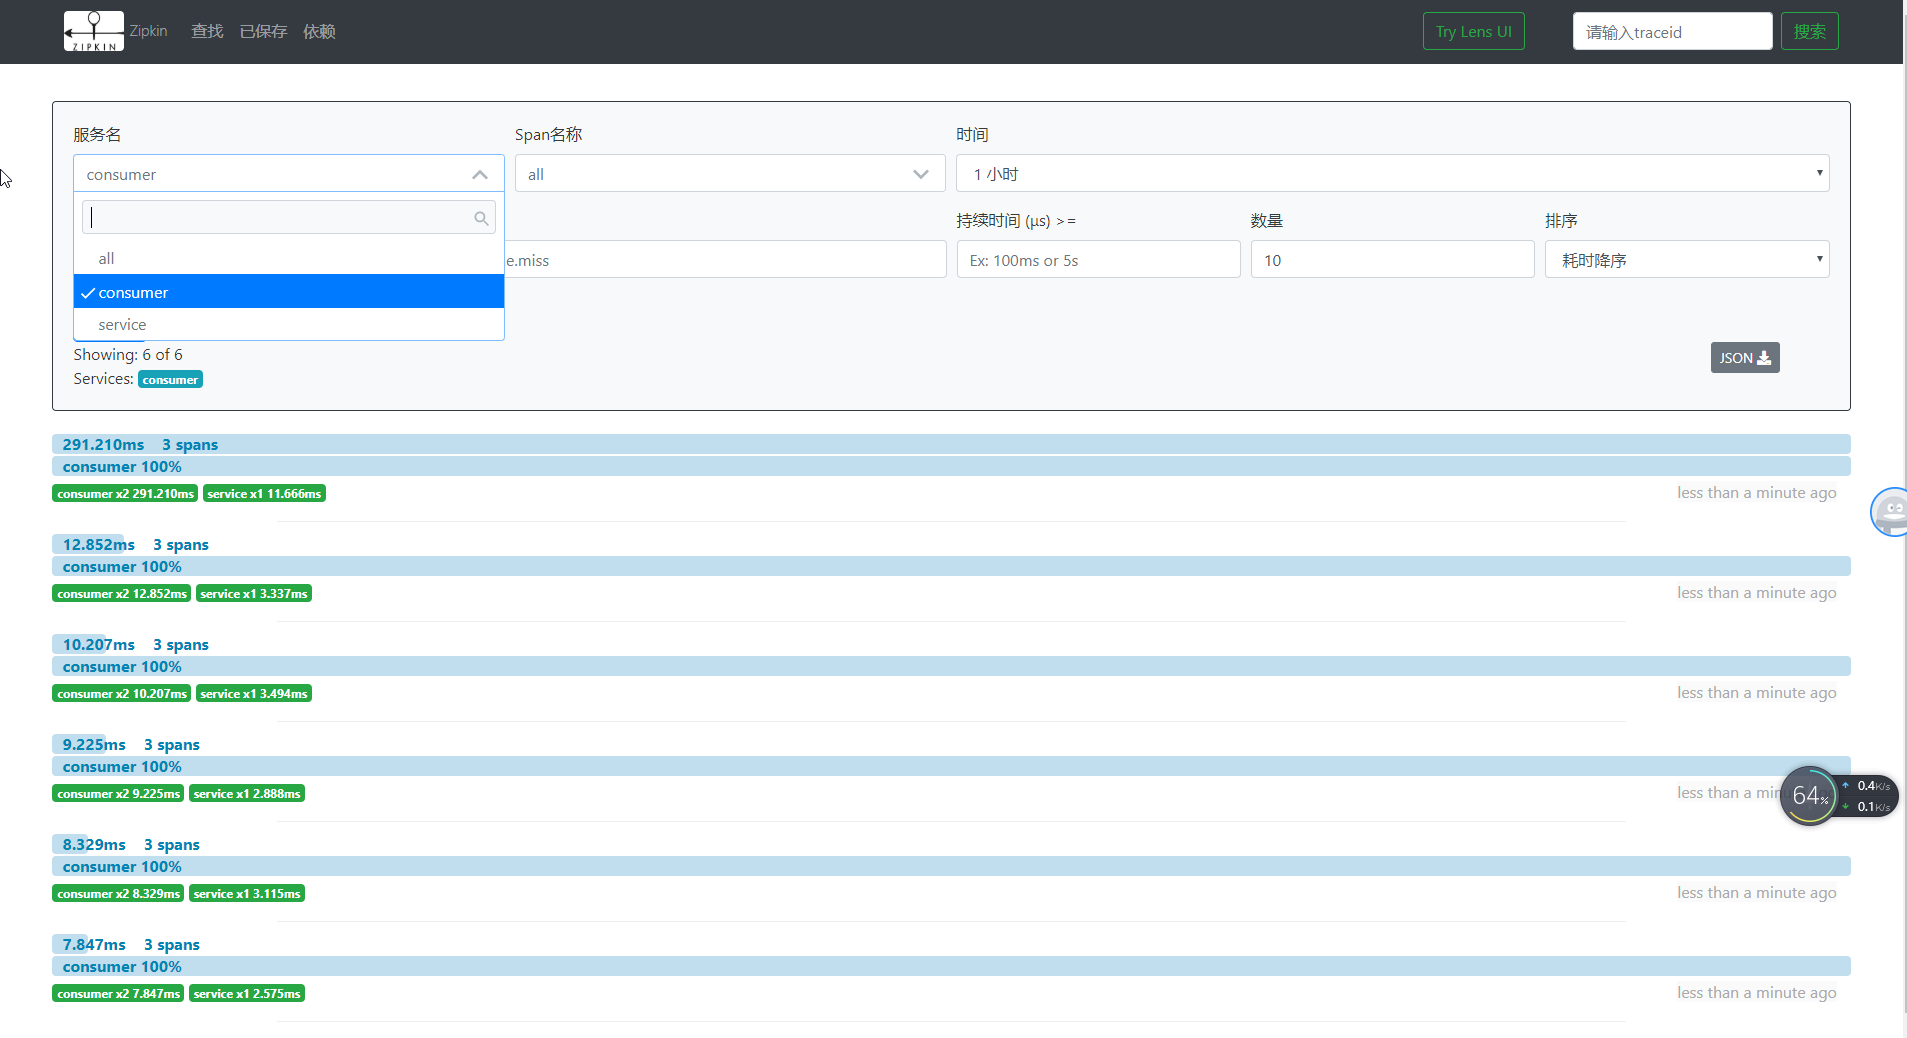 ZIPKIN Zipkin 查找 已保存 依赖 Try Lens UI 请输入traceid 搜索
服务名 Span名称 时间
consumer all 1 小时
持续时间 (μs) >= 数量 排序
all e.miss Ex: 100ms or 5s 10 耗时降序
consumer
service
Showing: 6 of 6 JSON
Services: consumer
291.210ms 3 spans
consumer 100%
consumer x2 291.210ms service x1 11.666ms less than a minute ago
12.852ms 3 spans
consumer 100%
consumer x2 12.852ms service x1 3.337ms less than a minute ago
10.207ms 3 spans
consumer 100%
consumer x2 10.207ms service x1 3.494ms less than a minute ago
9.225ms 3 spans
consumer 100%
consumer x2 9.225ms service x1 2.888ms less than a min 64% 0.4K/s
0.1K/s
8.329ms 3 spans
consumer 100%
consumer x2 8.329ms service x1 3.115ms less than a minute ago
7.847ms 3 spans
consumer 100%
consumer x2 7.847ms service x1 2.575ms less than a minute ago